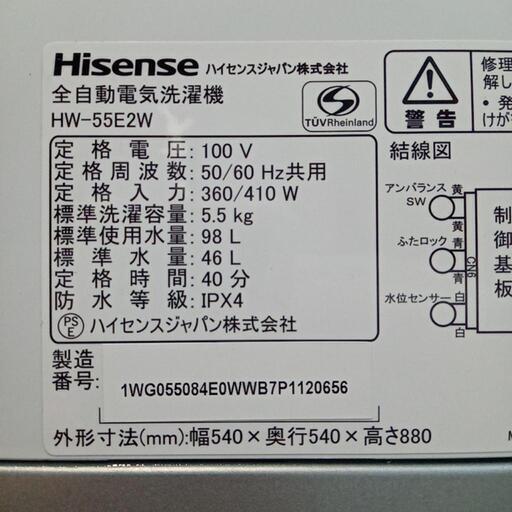 Hisense ハイセンスジャパン株式会社
全自動電気洗濯機
HW-55E2W
TÜVRheinland
定格電圧: 100 V
定格周波数: 50/60 Hz共用
定格入力: 360/410 W
標準洗濯容量: 5.5 kg
標準使用水量: 98 L
標準水量: 46 L
定格時間: 40分
防水等級: IPX4
PS
E
ハイセンスジャパン株式会社
製造
番号:
1WG055084E0WWB7P1120656
外形寸法(mm):幅540×奥行540×高さ880
警告
修理
解し
・発
けが
結線図
アンバランス
SW
黄
黄
ふたロック
青
青
水位センサー
白
白
CN6
制御基板